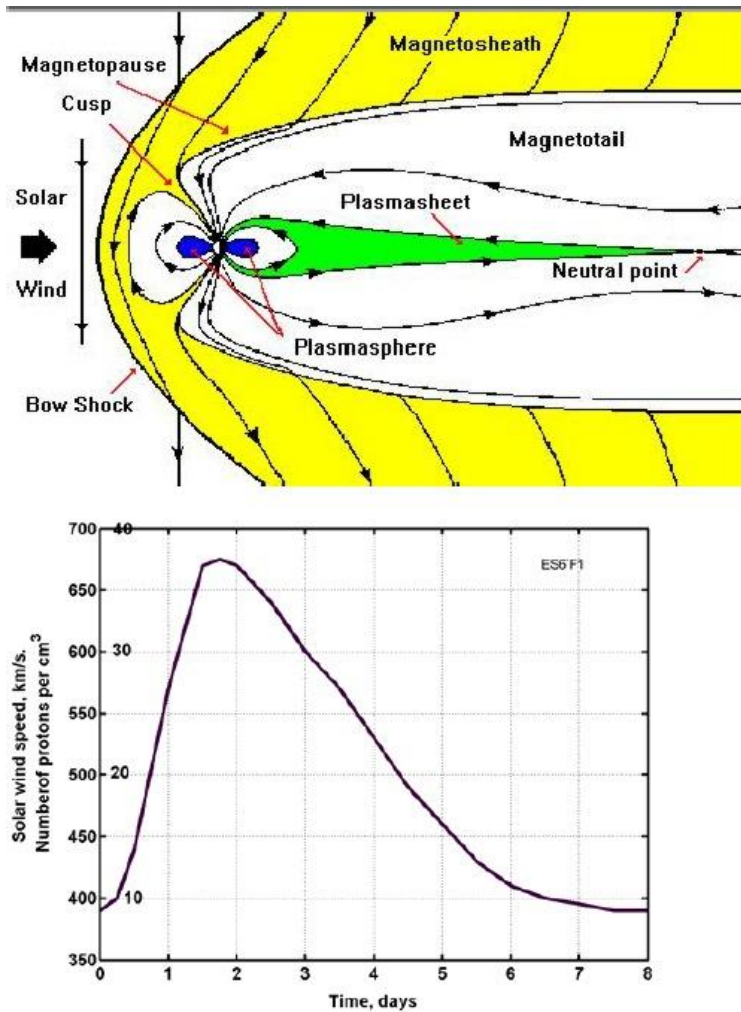 Magnetosheath
Magnetopause
Cusp
Magnetotail
Solar
Wind
Plasmasheet
Neutral point
Plasmasphere
Bow Shock
700
650
600
550
500
450
400
350
40
30
20
10
ES6'F1
Solar wind speed, km/s.
Numberof protons per cm³
0 1 2 3 4 5 6 7 8
Time, days